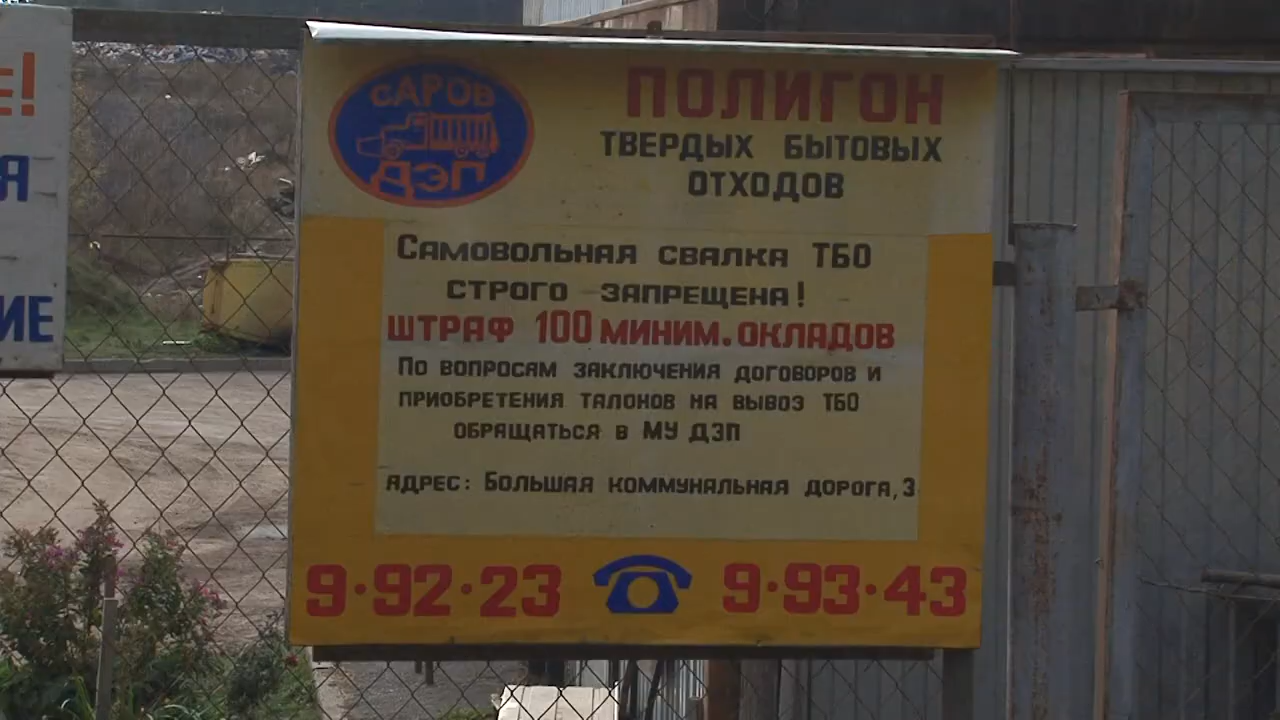 Е!
Я
ИЕ
САРОВ
ДЭП
ПОЛИГОН
ТВЕРДЫХ БЫТОВЫХ
ОТХОДОВ
САМОВОЛЬНАЯ СВАЛКА ТБО
СТРОГО ЗАПРЕЩЕНА!
ШТРАФ 100 МИНИМ. ОКЛАДОВ
ПО ВОПРОСАМ ЗАКЛЮЧЕНИЯ ДОГОВОРОВ И
ПРИОБРЕТЕНИЯ ТАЛОНОВ НА ВЫВОЗ ТБО
ОБРАЩАТЬСЯ В МУ ДЭП
АДРЕС: БОЛЬШАЯ КОММУНАЛЬНАЯ ДОРОГА, 3
9·92·23 9·93·43